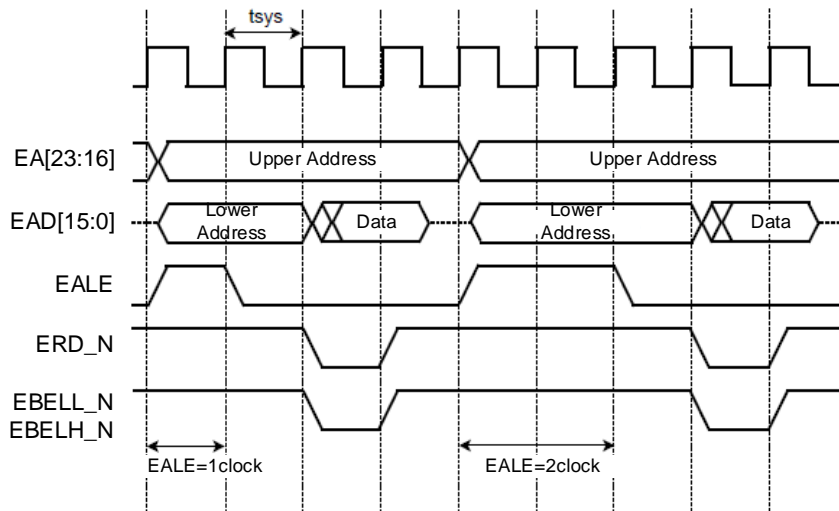 tsys
EA[23:16]
Upper Address
Upper Address
EAD[15:0]
Lower
Address
Data
Lower
Address
Data
EALE
ERD_N
EBELL_N
EBELH_N
EALE=1clock
EALE=2clock